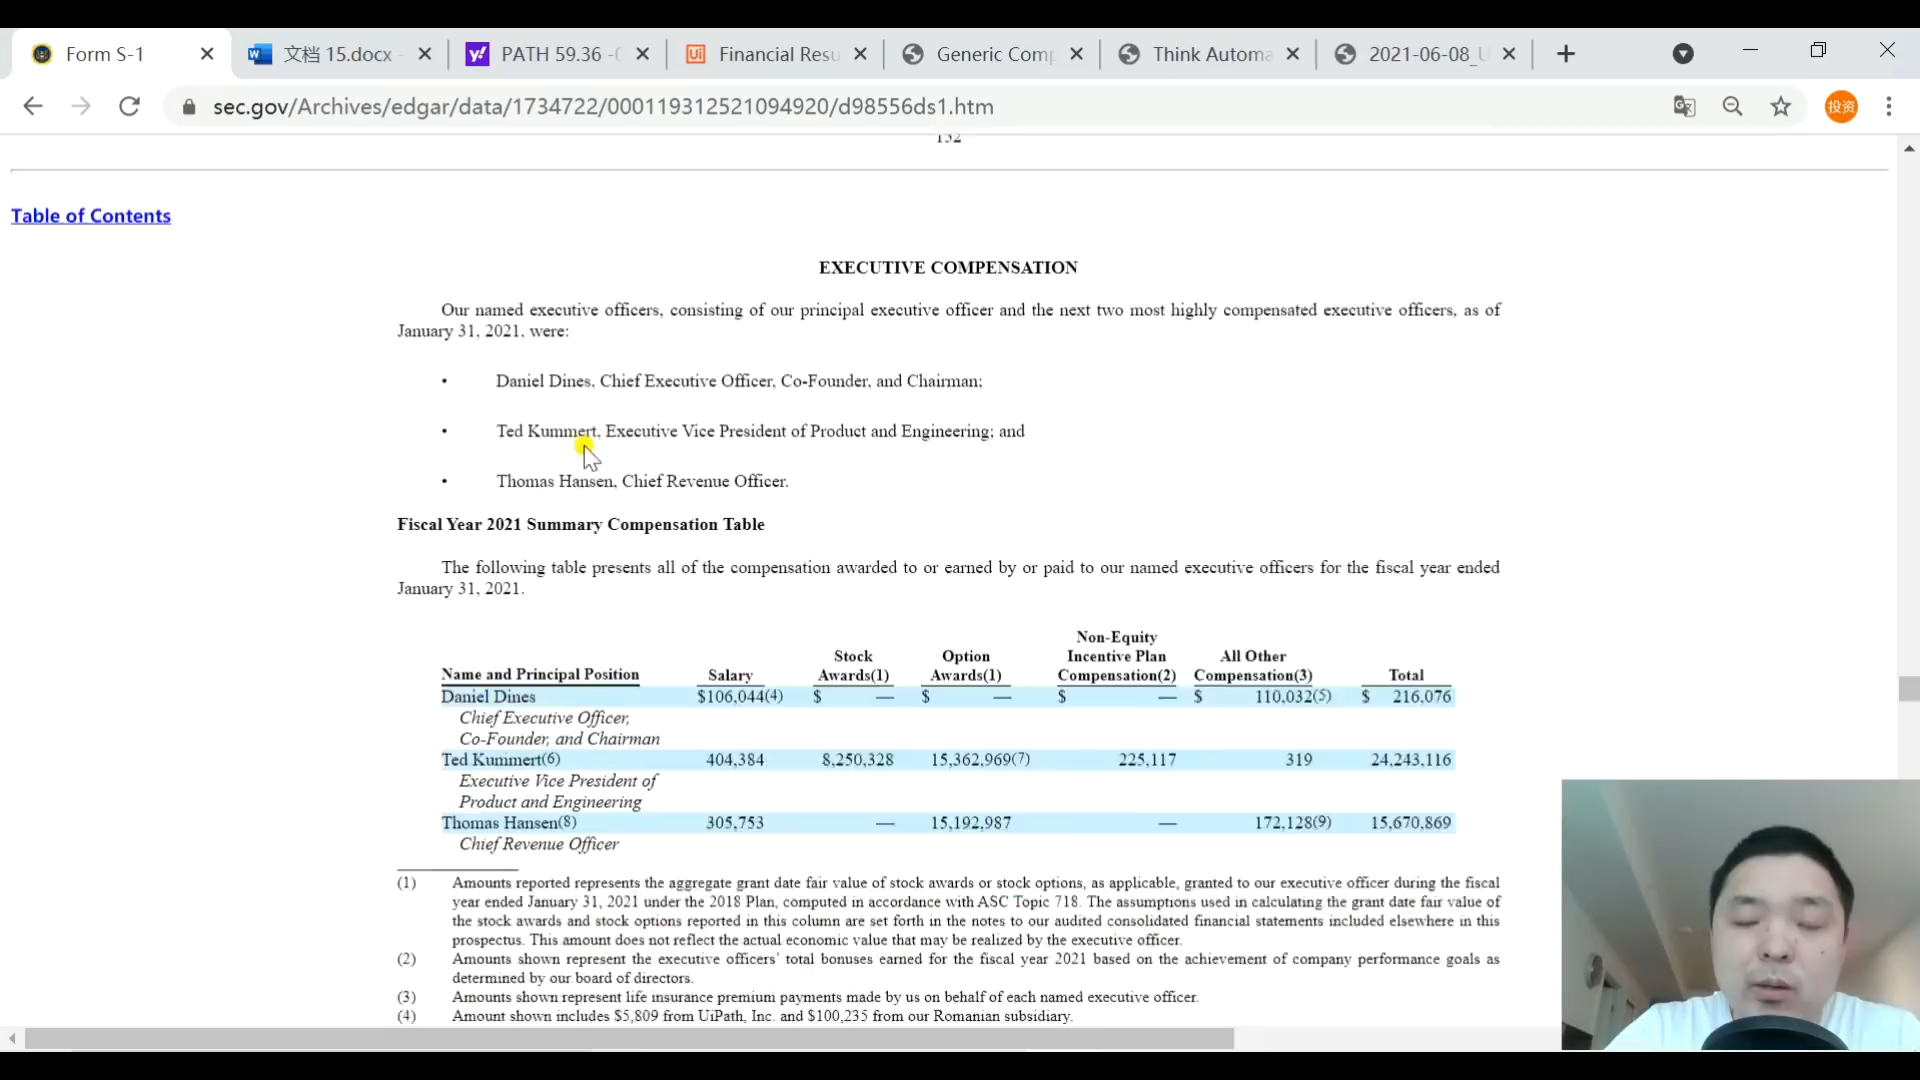 Form S-1
文档 15.docx -
PATH 59.36 -
Financial Resu
Generic Comp
Think Automa
2021-06-08_U
sec.gov/Archives/edgar/data/1734722/000119312521094920/d98556ds1.htm
投资
132
Table of Contents
EXECUTIVE COMPENSATION
Our named executive officers, consisting of our principal executive officer and the next two most highly compensated executive officers, as of
January 31, 2021, were:
• Daniel Dines, Chief Executive Officer, Co-Founder, and Chairman;
• Ted Kummert, Executive Vice President of Product and Engineering; and
• Thomas Hansen, Chief Revenue Officer.
Fiscal Year 2021 Summary Compensation Table
The following table presents all of the compensation awarded to or earned by or paid to our named executive officers for the fiscal year ended
January 31, 2021.
Name and Principal Position Salary Stock Awards(1) Option Awards(1) Non-Equity Incentive Plan Compensation(2) All Other Compensation(3) Total
Daniel Dines $106,044(4) $ — $ — $ — $ 110,032(5) $ 216,076
Chief Executive Officer,
Co-Founder, and Chairman
Ted Kummert(6) 404,384 8,250,328 15,362,969(7) 225,117 319 24,243,116
Executive Vice President of
Product and Engineering
Thomas Hansen(8) 305,753 — 15,192,987 — 172,128(9) 15,670,869
Chief Revenue Officer
(1) Amounts reported represents the aggregate grant date fair value of stock awards or stock options, as applicable, granted to our executive officer during the fiscal
year ended January 31, 2021 under the 2018 Plan, computed in accordance with ASC Topic 718. The assumptions used in calculating the grant date fair value of
the stock awards and stock options reported in this column are set forth in the notes to our audited consolidated financial statements included elsewhere in this
prospectus. This amount does not reflect the actual economic value that may be realized by the executive officer.
(2) Amounts shown represent the executive officers' total bonuses earned for the fiscal year 2021 based on the achievement of company performance goals as
determined by our board of directors.
(3) Amounts shown represent life insurance premium payments made by us on behalf of each named executive officer.
(4) Amount shown includes $5,809 from UiPath, Inc. and $100,235 from our Romanian subsidiary.